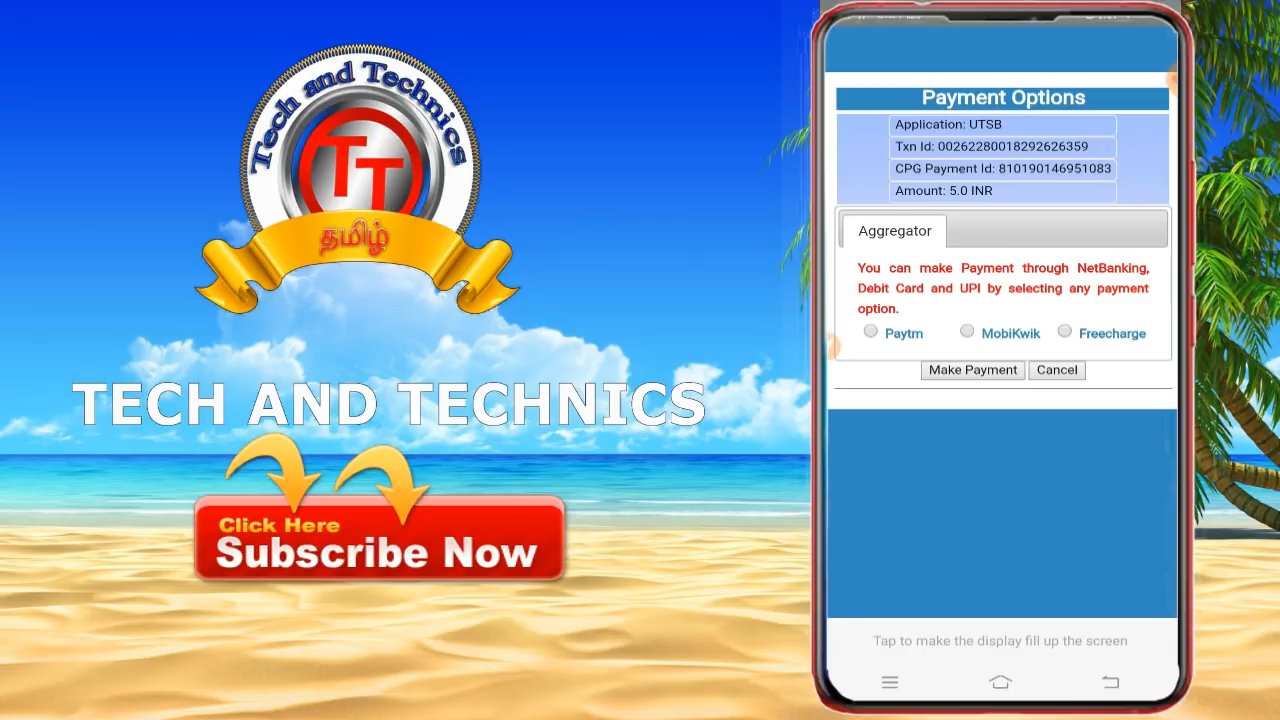 Tech and Technics
TT
தமிழ்
TECH AND TECHNICS
Click Here
Subscribe Now
Payment Options
Application: UTSB
Txn Id: 00262280018292626359
CPG Payment Id: 810190146951083
Amount: 5.0 INR
Aggregator
You can make Payment through NetBanking,
Debit Card and UPI by selecting any payment
option.
Paytm MobiKwik Freecharge
Make Payment Cancel
Tap to make the display fill up the screen